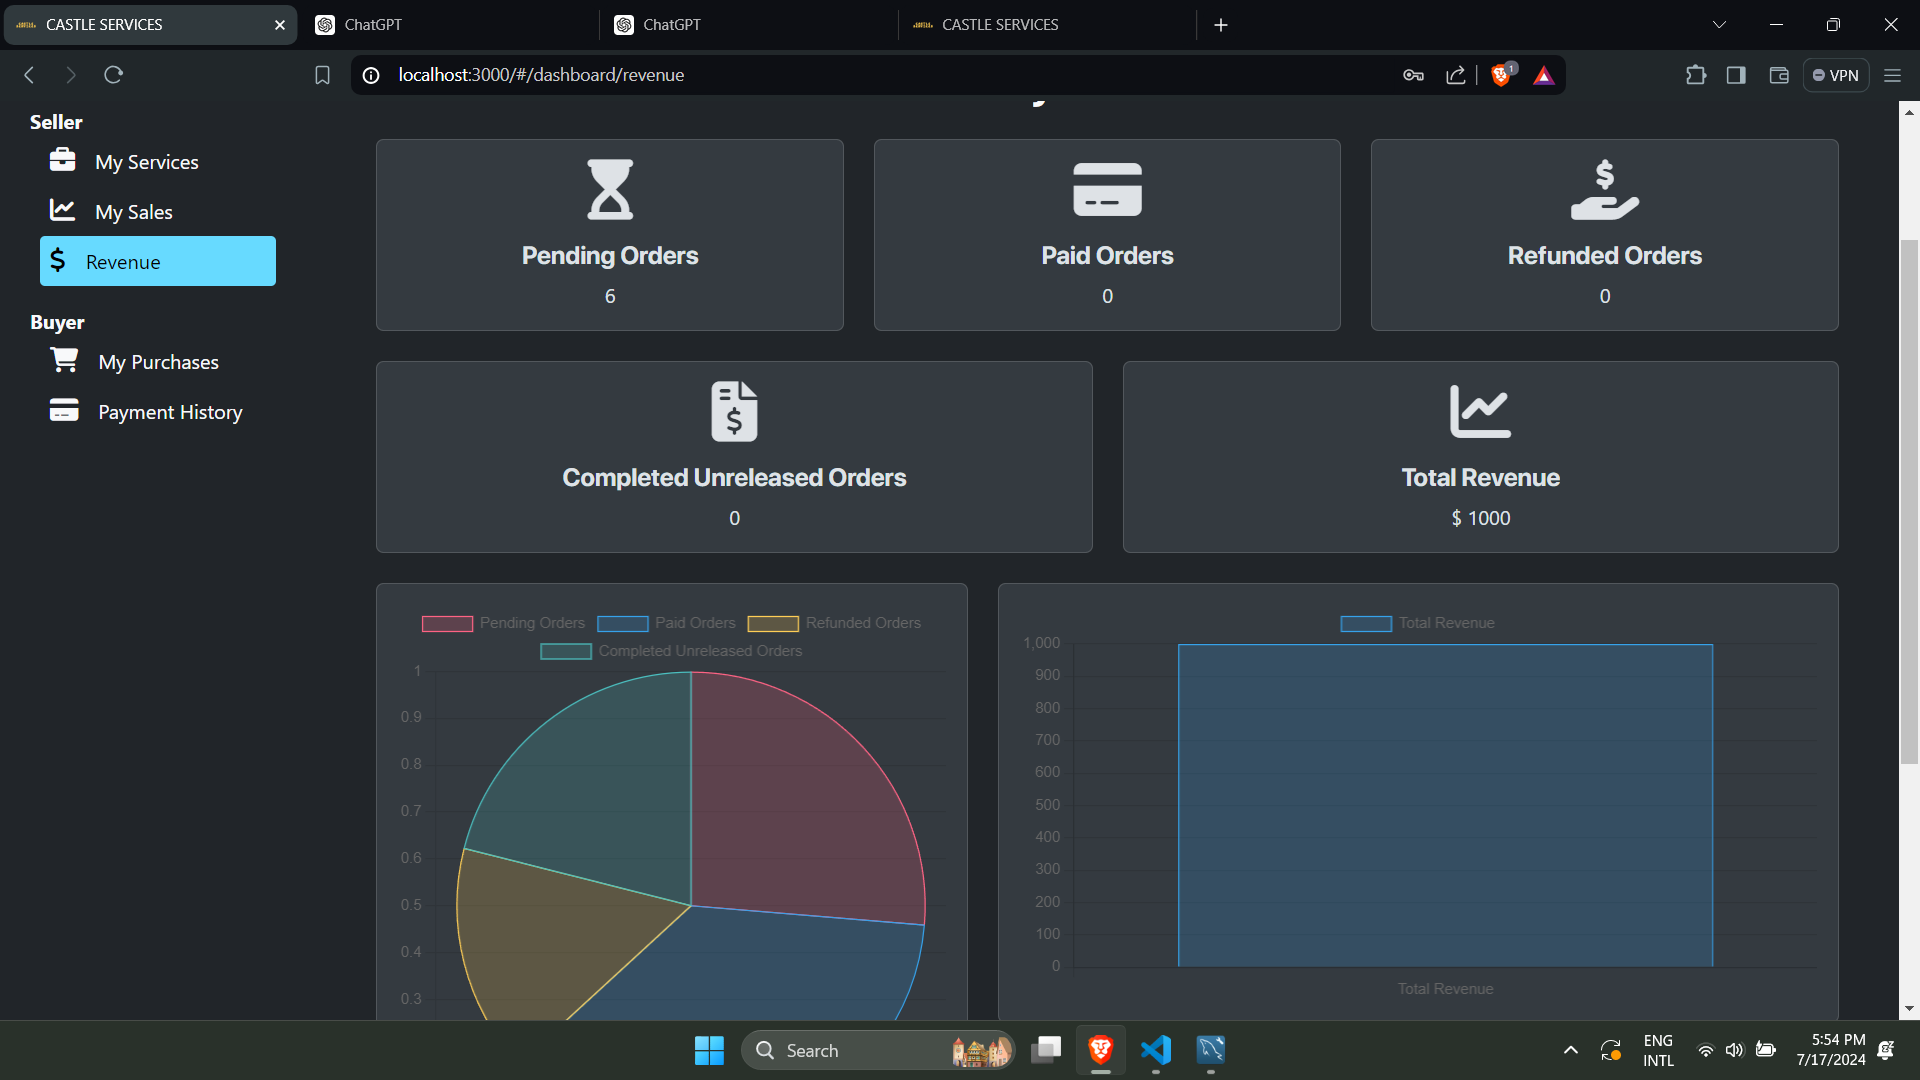 CASTLE SERVICES
ChatGPT
ChatGPT
CASTLE SERVICES
localhost:3000/#/dashboard/revenue
1
VPN
Seller
My Services
My Sales
Revenue
Buyer
My Purchases
Payment History
Pending Orders
6
Paid Orders
0
Refunded Orders
0
Completed Unreleased Orders
0
Total Revenue
$ 1000
Pending Orders Paid Orders Refunded Orders
Completed Unreleased Orders
1
0.9
0.8
0.7
0.6
0.5
0.4
0.3
Total Revenue
1,000
900
800
700
600
500
400
300
200
100
0
Total Revenue
Search
ENG
INTL
5:54 PM
7/17/2024